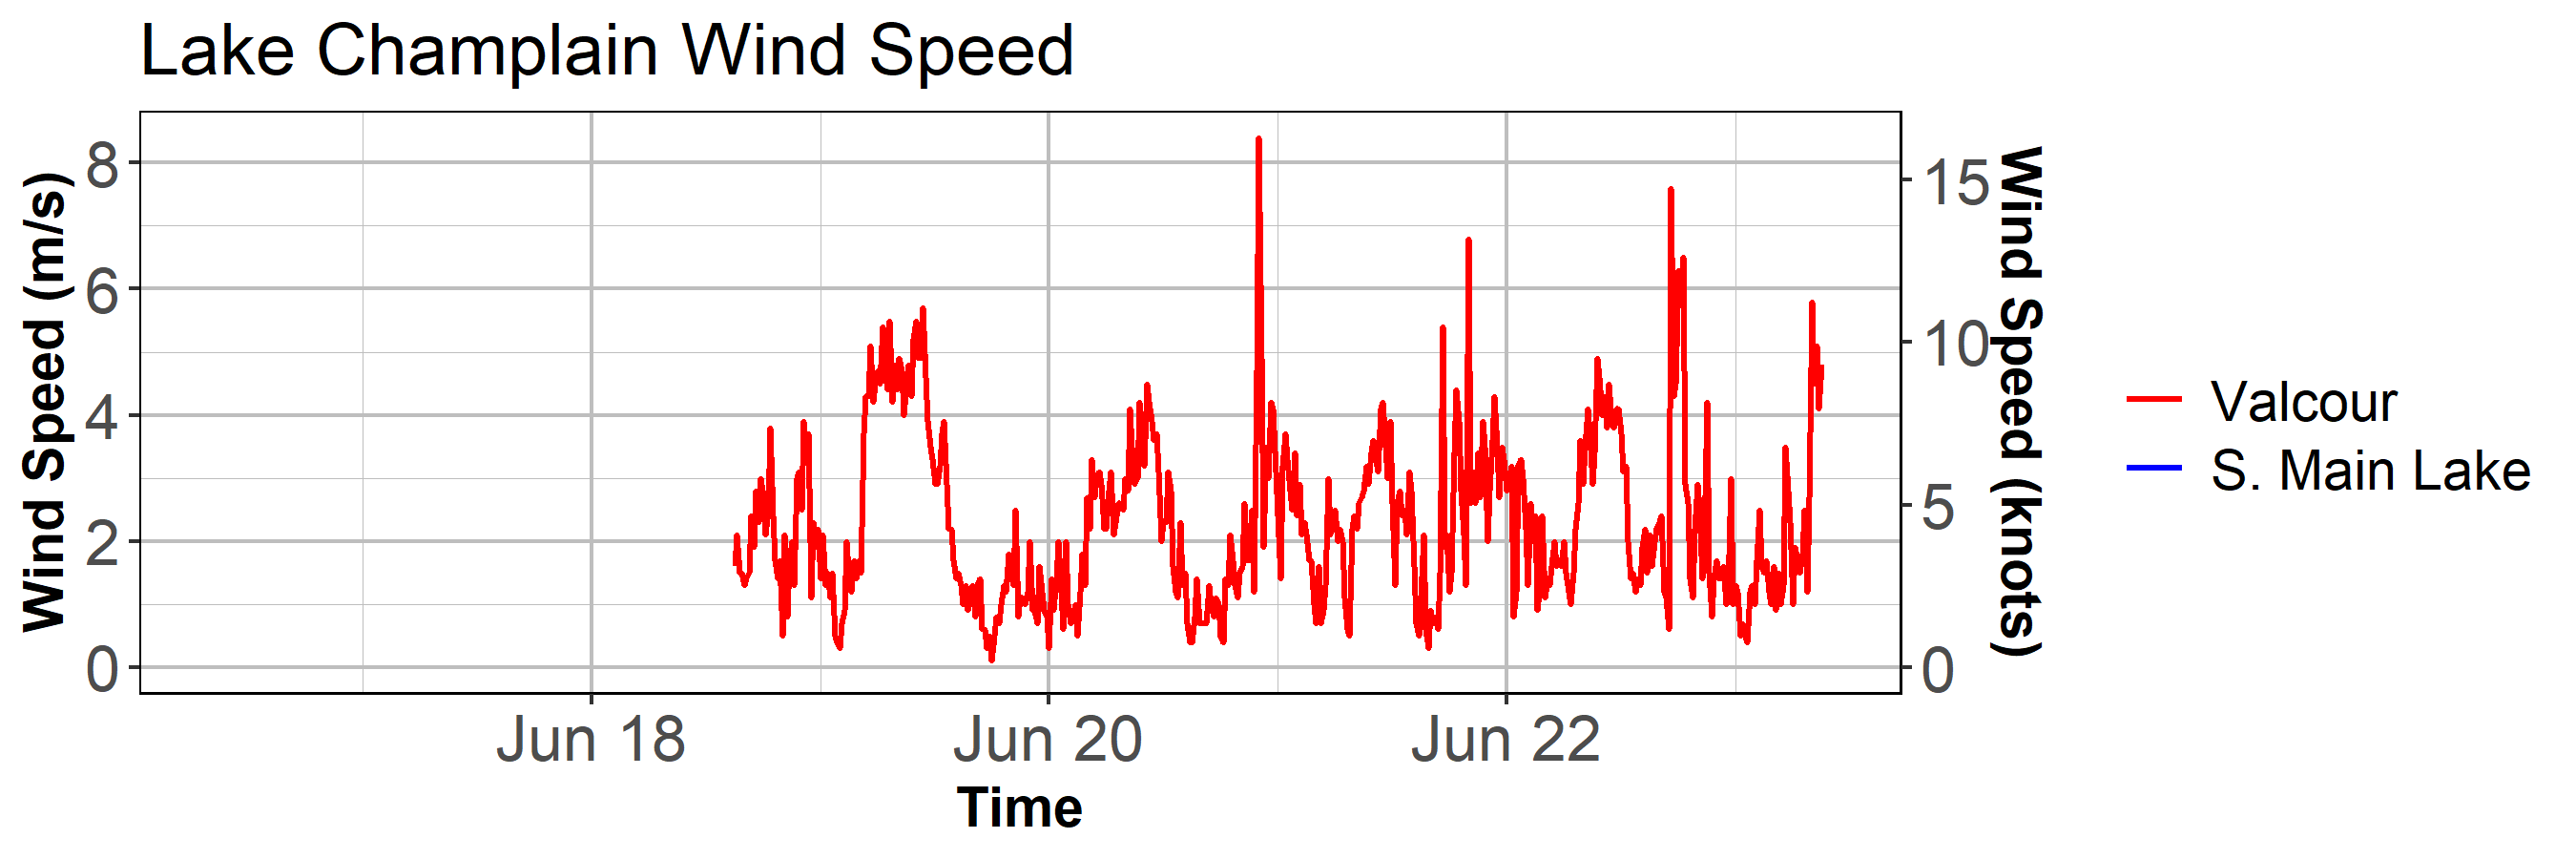 Lake Champlain Wind Speed
Wind Speed (m/s)
8
6
4
2
0
15
10
5
0
Wind Speed (knots)
Jun 18
Jun 20
Jun 22
Time
Valcour
S. Main Lake